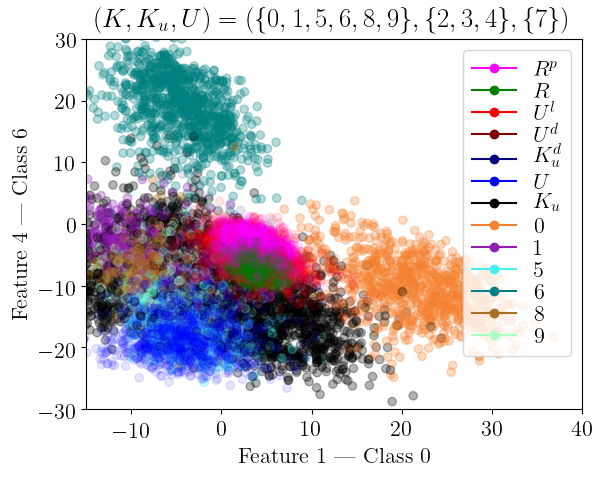 (K, K_u, U) = ({0, 1, 5, 6, 8, 9}, {2, 3, 4}, {7})
30
20
10
0
−10
−20
−30
Feature 4 — Class 6
R^p
R
U^l
U^d
K_u^d
U
K_u
0
1
5
6
8
9
−10 0 10 20 30 40
Feature 1 — Class 0